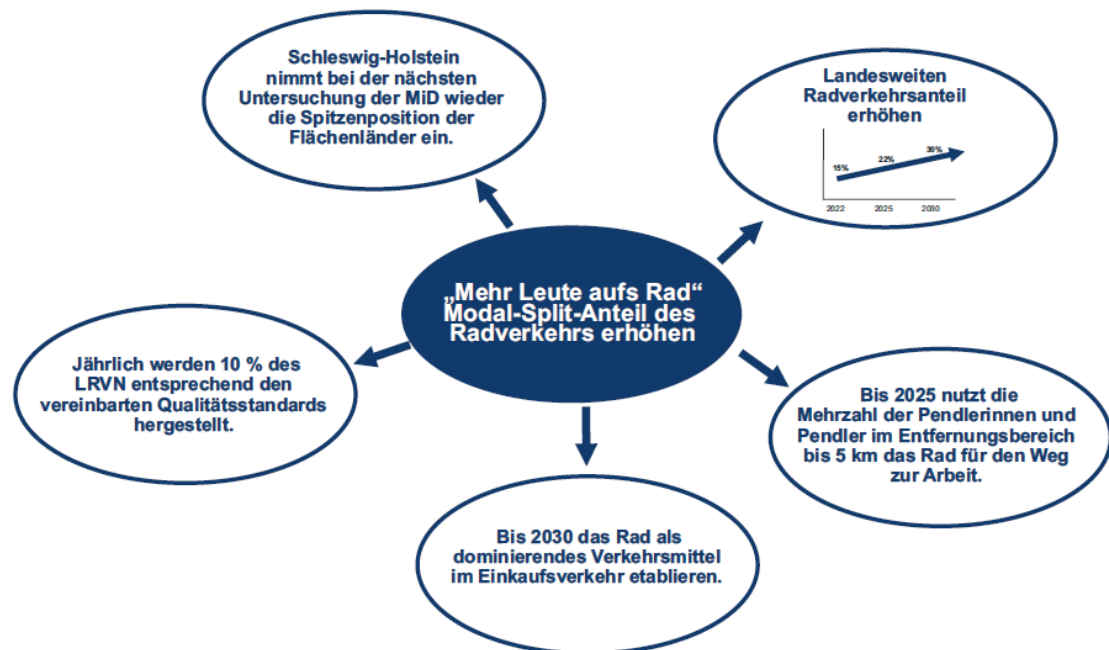 Schleswig-Holstein
nimmt bei der nächsten
Untersuchung der MiD wieder
die Spitzenposition der
Flächenländer ein.
Landesweiten
Radverkehrsanteil
erhöhen
15%
22%
30%
2022
2025
2030
„Mehr Leute aufs Rad“
Modal-Split-Anteil des
Radverkehrs erhöhen
Jährlich werden 10 % des
LRVN entsprechend den
vereinbarten Qualitätsstandards
hergestellt.
Bis 2025 nutzt die
Mehrzahl der Pendlerinnen und
Pendler im Entfernungsbereich
bis 5 km das Rad für den Weg
zur Arbeit.
Bis 2030 das Rad als
dominierendes Verkehrsmittel
im Einkaufsverkehr etablieren.